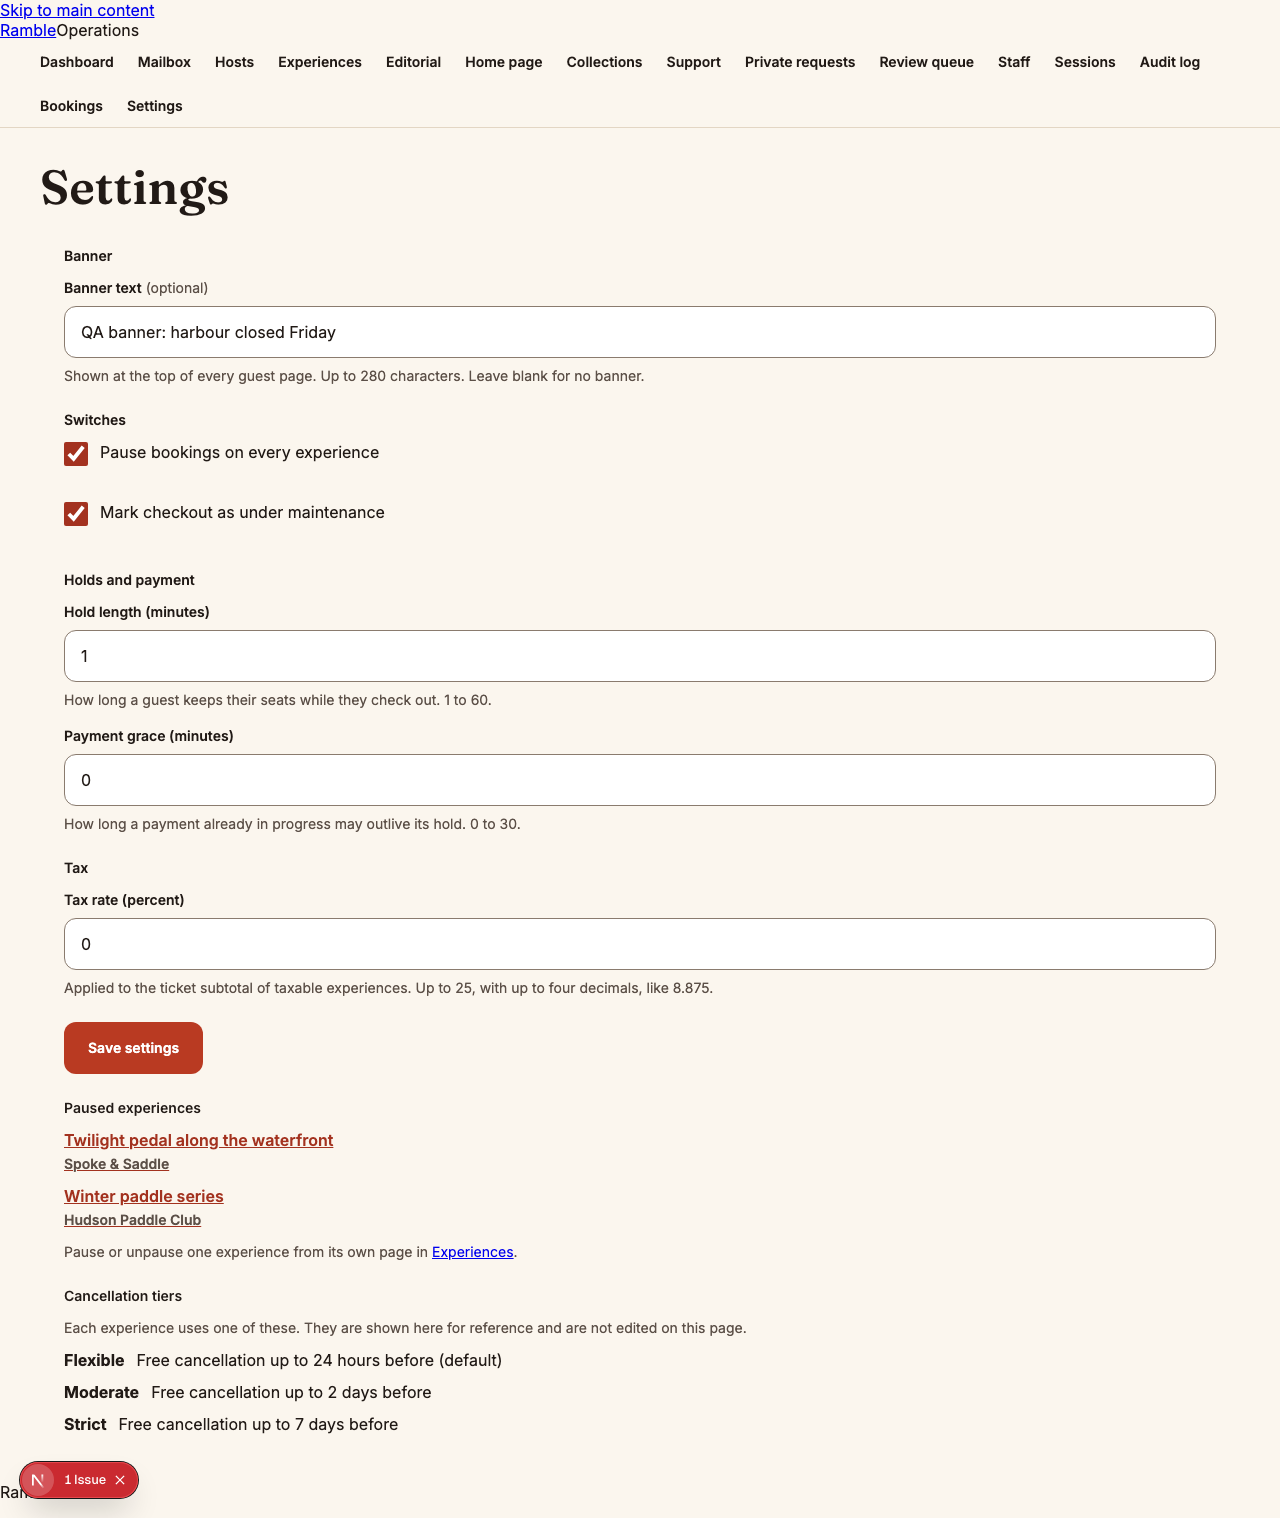 Skip to main content
RambleOperations
Dashboard Mailbox Hosts Experiences Editorial Home page Collections Support Private requests Review queue Staff Sessions Audit log
Bookings Settings
Settings
Banner
Banner text (optional)
QA banner: harbour closed Friday
Shown at the top of every guest page. Up to 280 characters. Leave blank for no banner.
Switches
Pause bookings on every experience
Mark checkout as under maintenance
Holds and payment
Hold length (minutes)
1
How long a guest keeps their seats while they check out. 1 to 60.
Payment grace (minutes)
0
How long a payment already in progress may outlive its hold. 0 to 30.
Tax
Tax rate (percent)
0
Applied to the ticket subtotal of taxable experiences. Up to 25, with up to four decimals, like 8.875.
Save settings
Paused experiences
Twilight pedal along the waterfront
Spoke & Saddle
Winter paddle series
Hudson Paddle Club
Pause or unpause one experience from its own page in Experiences.
Cancellation tiers
Each experience uses one of these. They are shown here for reference and are not edited on this page.
Flexible Free cancellation up to 24 hours before (default)
Moderate Free cancellation up to 2 days before
Strict Free cancellation up to 7 days before
N 1 Issue